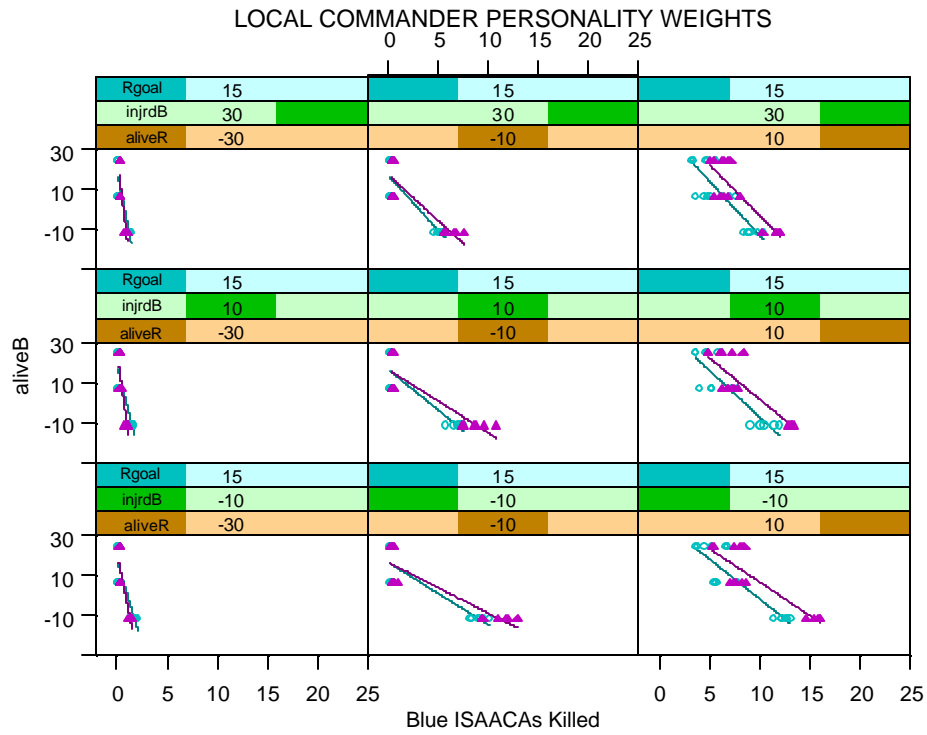 LOCAL COMMANDER PERSONALITY WEIGHTS
0 5 10 15 20 25
Rgoal 15 15 15
injrdB 30 30 30
aliveR -30 -10 10
30
10
-10
Rgoal 15 15 15
injrdB 10 10 10
aliveR -30 -10 10
30
10
-10
aliveB
Rgoal 15 15 15
injrdB -10 -10 -10
aliveR -30 -10 10
30
10
-10
0 5 10 15 20 25 0 5 10 15 20 25
Blue ISAACAs Killed